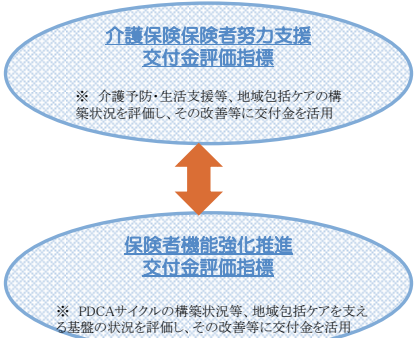 介護保険保険者努力支援
交付金評価指標
※ 介護予防・生活支援等、地域包括ケアの構
築状況を評価し、その改善等に交付金を活用
保険者機能強化推進
交付金評価指標
※ PDCAサイクルの構築状況等、地域包括ケアを支え
る基盤の状況を評価し、その改善等に交付金を活用